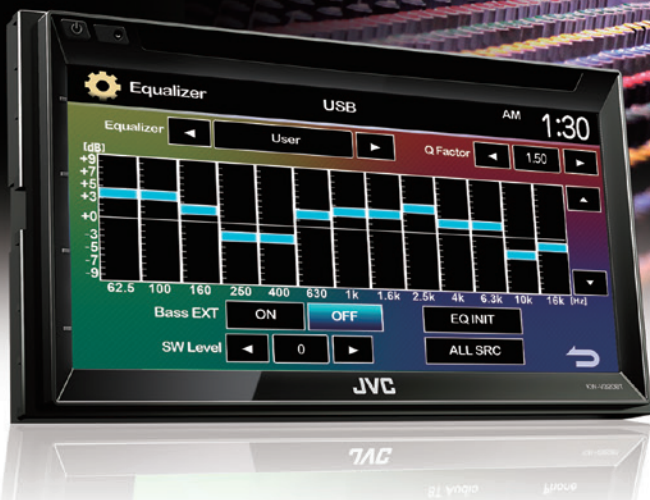 Equalizer
USB
AM 1:30
Equalizer ◄ User ► Q Factor ◄ 1.50 ►
[dB]
+9
+7
+5
+3
+0
-3
-5
-7
-9
62.5 100 160 250 400 630 1k 1.6k 2.5k 4k 6.3k 10k 16k [Hz]
Bass EXT ON OFF EQ INIT
SW Level ◄ 0 ► ALL SRC
JVC